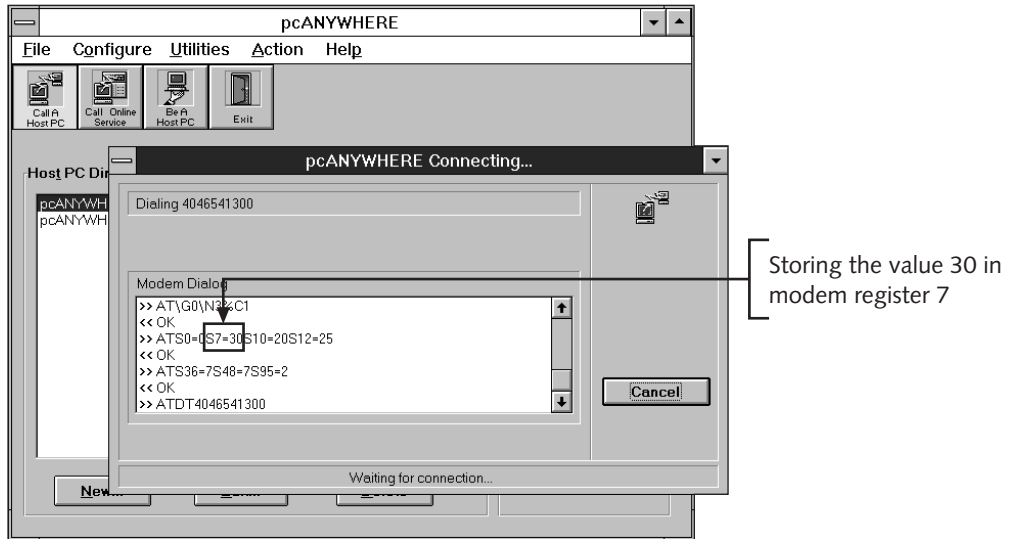 pcANYWHERE
File Configure Utilities Action Help
Call A
Host PC
Call Online
Service
Be A
Host PC
Exit
Host PC Dir
pcANYWH
pcANYWH
pcANYWHERE Connecting...
Dialing 4046541300
Modem Dialog
>> AT\G0\N3%C1
<< OK
>> ATS0=0S7=30S10=20S12=25
<< OK
>> ATS36=7S48=7S95=2
<< OK
>> ATDT4046541300
Cancel
Waiting for connection...
New...
Storing the value 30 in
modem register 7